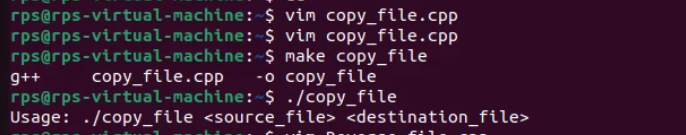 rps@rps-virtual-machine:~$ vim copy_file.cpp
rps@rps-virtual-machine:~$ vim copy_file.cpp
rps@rps-virtual-machine:~$ make copy_file
g++     copy_file.cpp   -o copy_file
rps@rps-virtual-machine:~$ ./copy_file
Usage: ./copy_file <source_file> <destination_file>